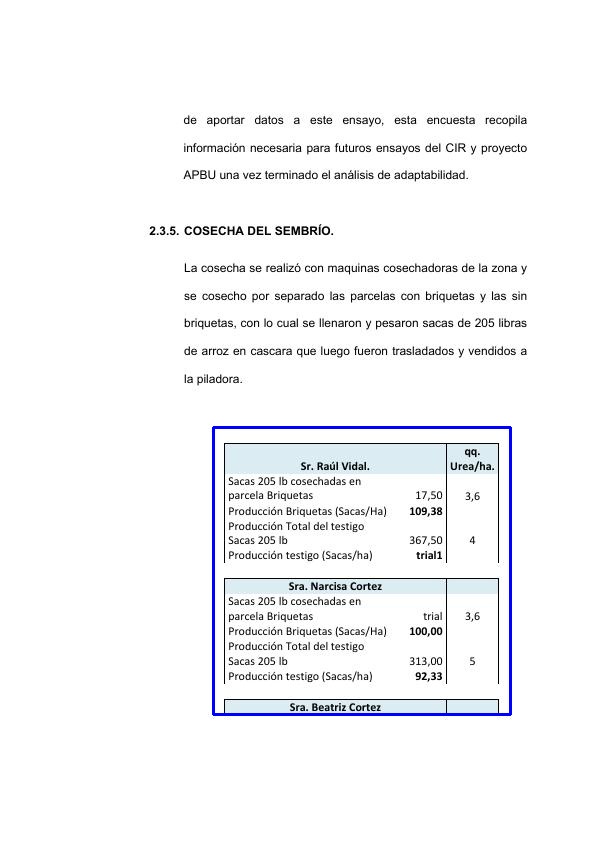 de aportar datos a este ensayo, esta encuesta recopila
información necesaria para futuros ensayos del CIR y proyecto
APBU una vez terminado el análisis de adaptabilidad.
2.3.5. COSECHA DEL SEMBRÍO.
La cosecha se realizó con maquinas cosechadoras de la zona y
se cosecho por separado las parcelas con briquetas y las sin
briquetas, con lo cual se llenaron y pesaron sacas de 205 libras
de arroz en cascara que luego fueron trasladados y vendidos a
la piladora.
qq.
Sr. Raúl Vidal. Urea/ha.
Sacas 205 lb cosechadas en
parcela Briquetas 17,50 3,6
Producción Briquetas (Sacas/Ha) 109,38
Producción Total del testigo
Sacas 205 lb 367,50 4
Producción testigo (Sacas/ha) trial1
Sra. Narcisa Cortez
Sacas 205 lb cosechadas en
parcela Briquetas trial 3,6
Producción Briquetas (Sacas/Ha) 100,00
Producción Total del testigo
Sacas 205 lb 313,00 5
Producción testigo (Sacas/ha) 92,33
Sra. Beatriz Cortez